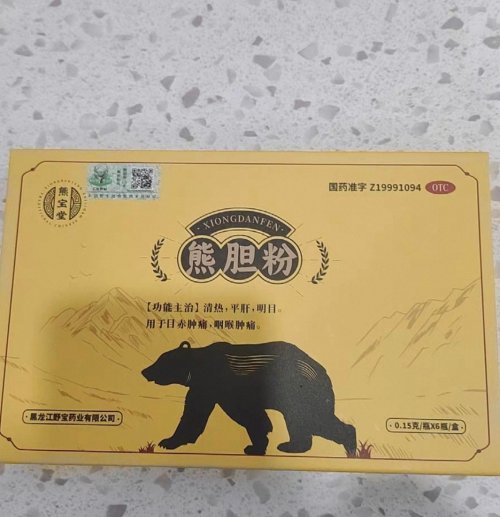 熊宝堂
国药准字 Z19991094 OTC
XIONGDANFEN
熊胆粉
【功能主治】清热,平肝,明目。
用于目赤肿痛,咽喉肿痛。
黑龙江野宝药业有限公司
0.15克/瓶X6瓶/盒